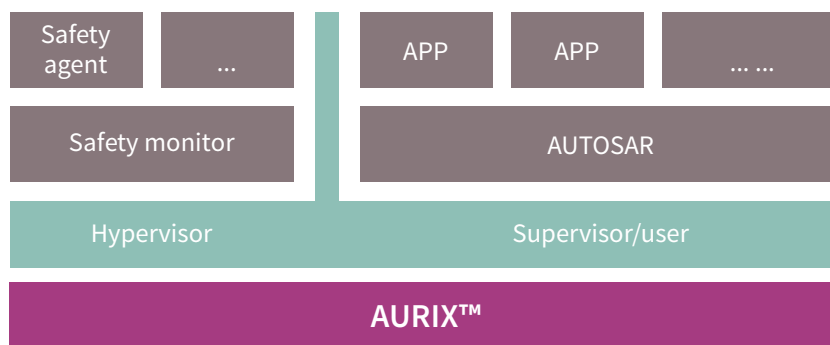 Safety
agent
...
APP
APP
... ...
Safety monitor
AUTOSAR
Hypervisor
Supervisor/user
AURIX™